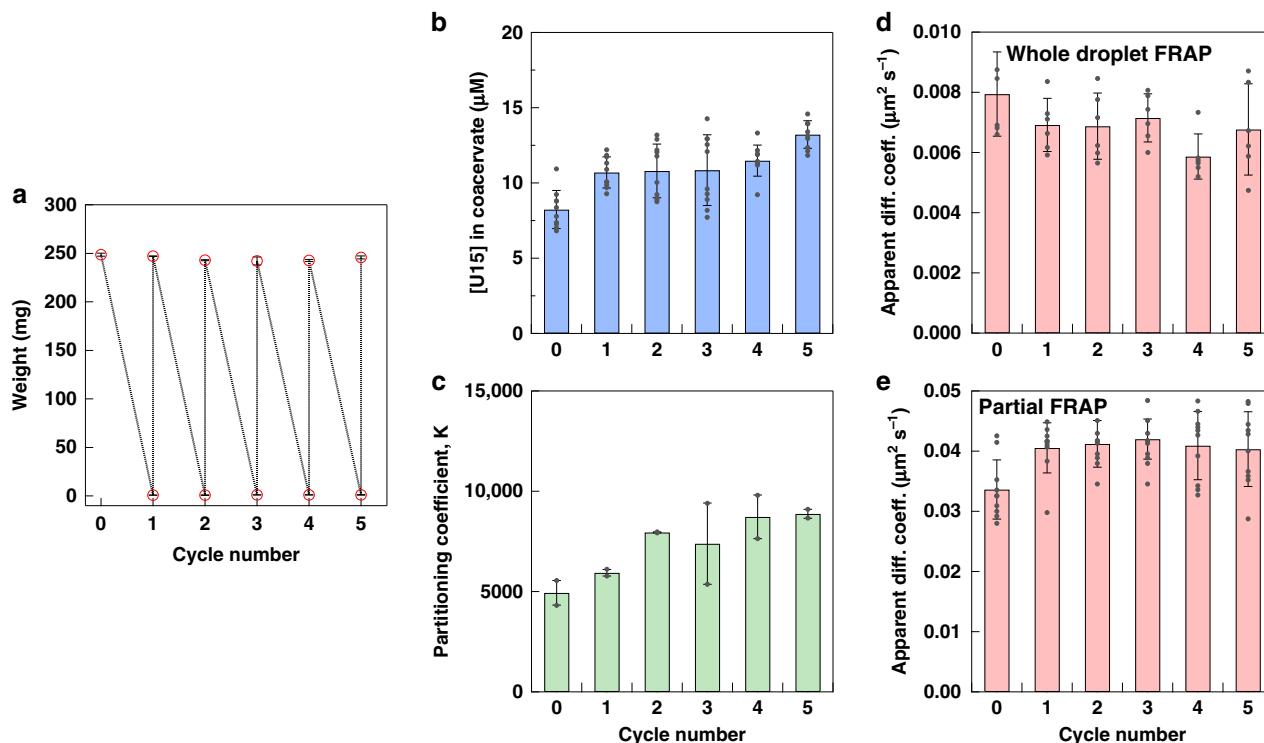 a
300
250
200
150
100
50
0
Weight (mg)
0 1 2 3 4 5
Cycle number
b
20
15
10
5
0
[U15] in coacervate (μM)
0 1 2 3 4 5
c
15,000
10,000
5000
0
Partitioning coefficient, K
0 1 2 3 4 5
Cycle number
d
Whole droplet FRAP
0.010
0.008
0.006
0.004
0.002
0.000
Apparent diff. coeff. (μm² s⁻¹)
0 1 2 3 4 5
e
Partial FRAP
0.05
0.04
0.03
0.02
0.01
0.00
Apparent diff. coeff. (μm² s⁻¹)
0 1 2 3 4 5
Cycle number